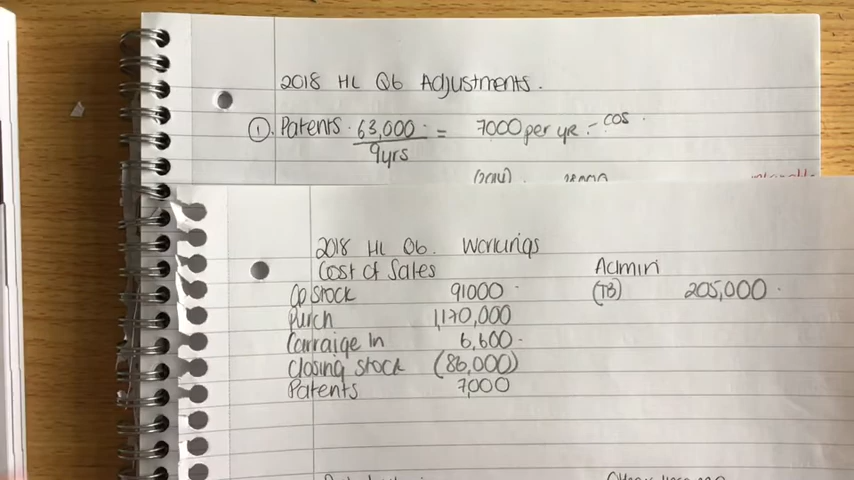 2018 HL Q6 Adjustments.
① Patents. 63,000 = 7000 per yr - COS
9yrs
2018 HL Q6. Workings
Cost of Sales Admin
Op Stock 91000 (TB) 205,000
Purch 1,170,000
Carraige In 6,600
Closing stock (86,000)
Patents 7,000